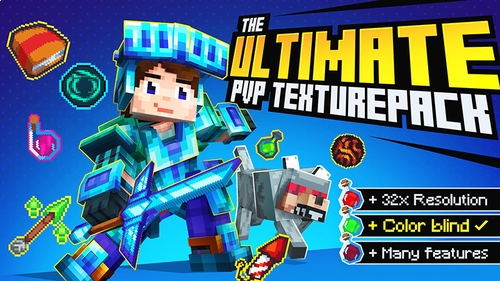 THE
ULTIMATE
PVP TEXTUREPACK
+ 32x Resolution
+ Color blind ✓
+ Many features